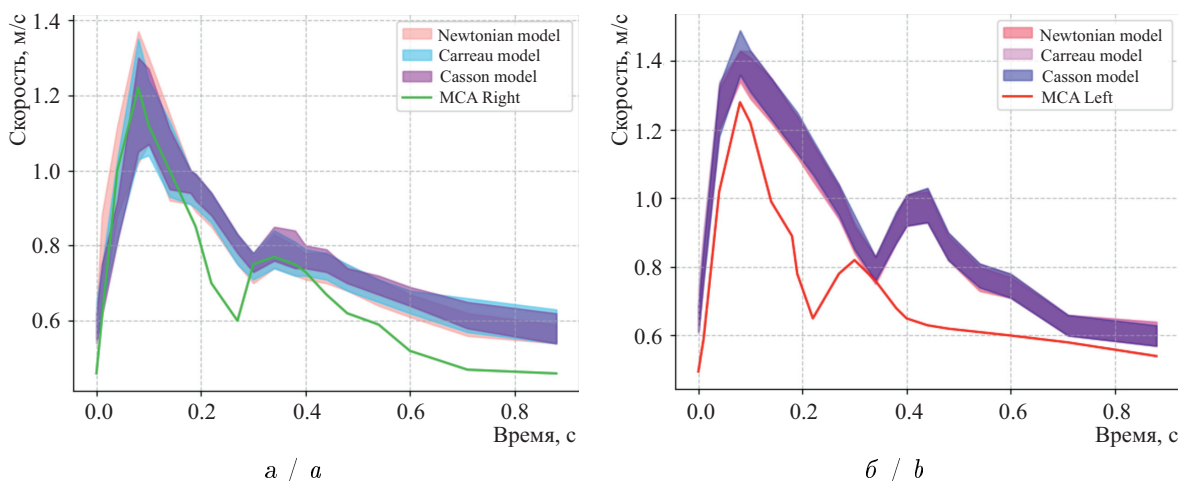 Скорость, м/с
1.4
1.2
1.0
0.8
0.6
0.0 0.2 0.4 0.6 0.8
Время, с
Newtonian model
Carreau model
Casson model
MCA Right
а / a
Скорость, м/с
1.4
1.2
1.0
0.8
0.6
0.0 0.2 0.4 0.6 0.8
Время, с
Newtonian model
Carreau model
Casson model
MCA Left
б / b